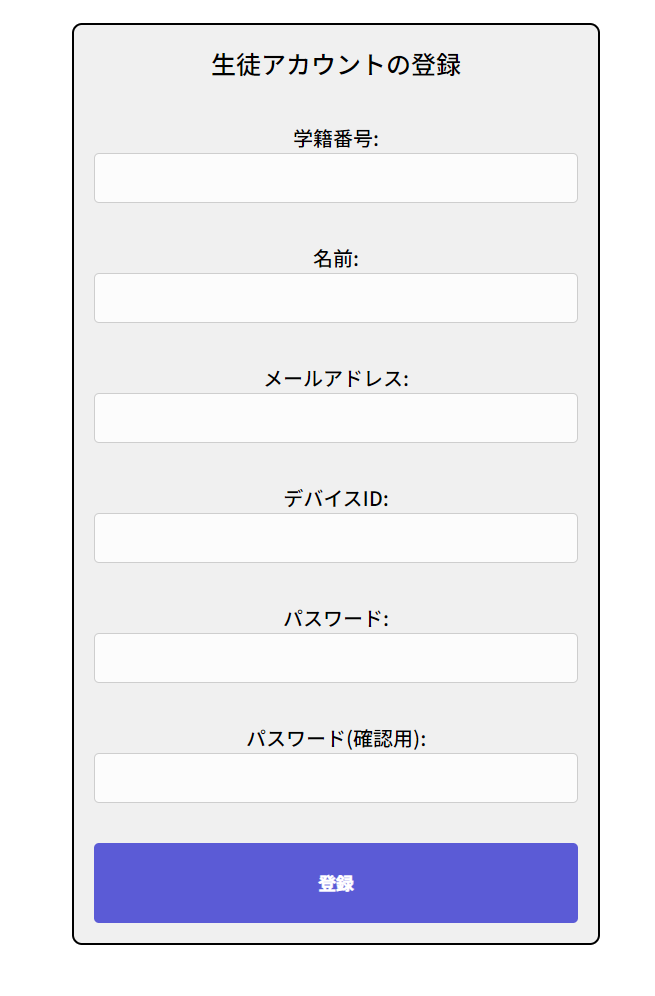 生徒アカウントの登録
学籍番号:
名前:
メールアドレス:
デバイスID:
パスワード:
パスワード(確認用):
登録